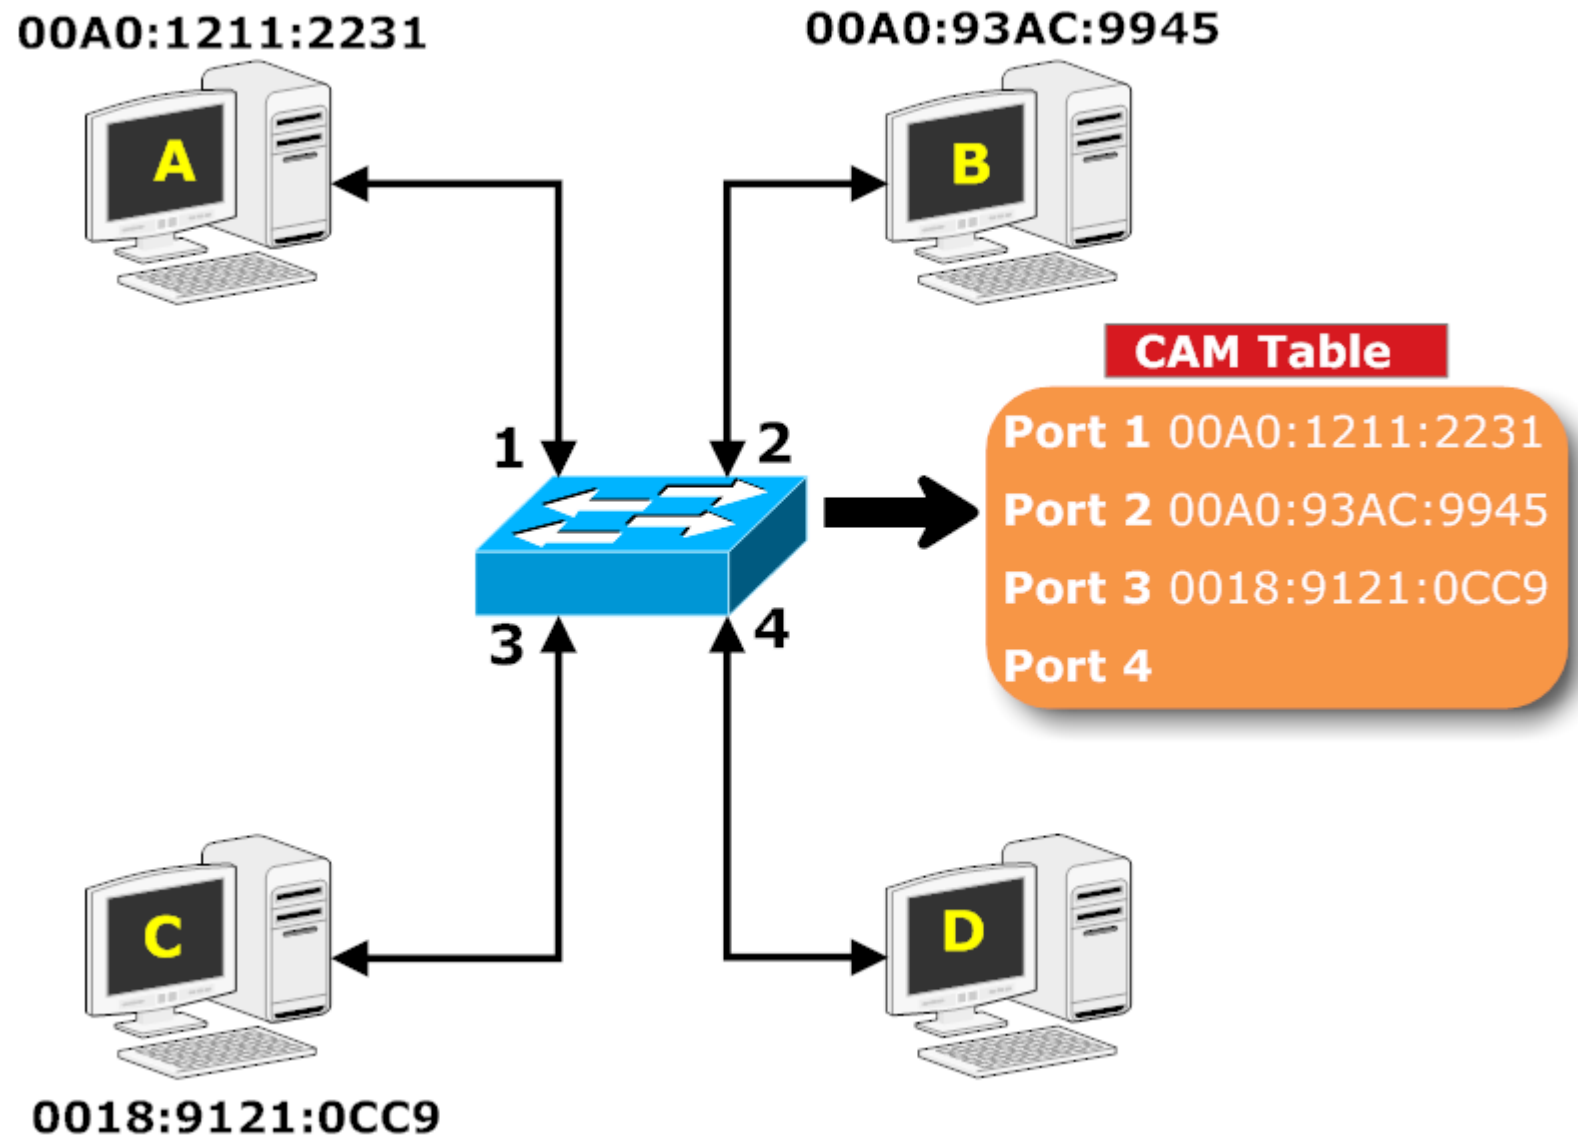 00A0:1211:2231
00A0:93AC:9945
A
B
CAM Table
Port 1 00A0:1211:2231
Port 2 00A0:93AC:9945
Port 3 0018:9121:0CC9
Port 4
1
2
3
4
C
D
0018:9121:0CC9